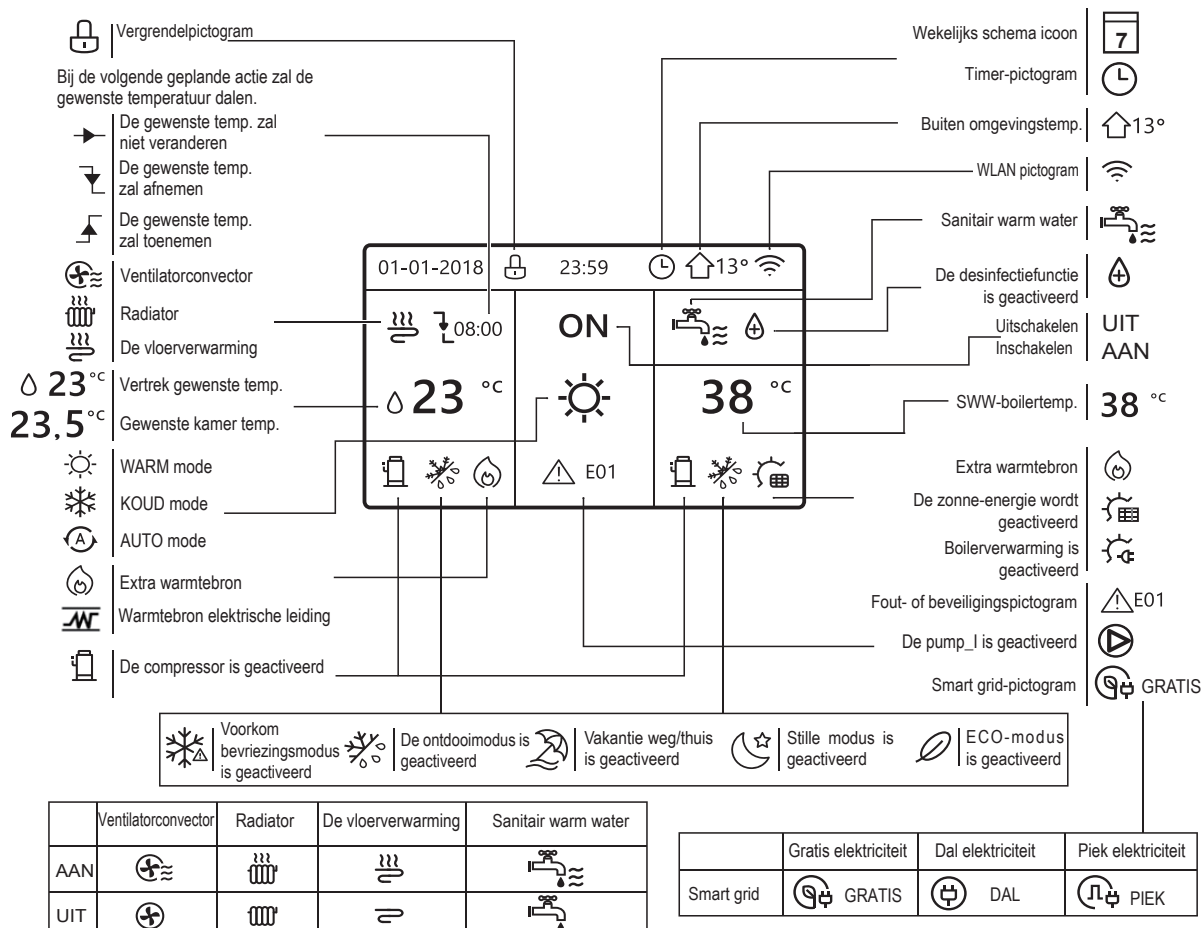 Vergrendelpictogram
Bij de volgende geplande actie zal de
gewenste temperatuur dalen.
De gewenste temp. zal
niet veranderen
De gewenste temp.
zal afnemen
De gewenste temp.
zal toenemen
Ventilatorconvector
Radiator
De vloerverwarming
23°C Vertrek gewenste temp.
23,5°C Gewenste kamer temp.
WARM mode
KOUD mode
A AUTO mode
Extra warmtebron
Warmtebron elektrische leiding
De compressor is geactiveerd
01-01-2018 23:59 13°
08:00 ON
23 °C 38 °C
E01
Wekelijks schema icoon 7
Timer-pictogram
Buiten omgevingstemp. 13°
WLAN pictogram
Sanitair warm water
De desinfectiefunctie
is geactiveerd
Uitschakelen UIT
Inschakelen AAN
SWW-boilertemp. 38 °C
Extra warmtebron
De zonne-energie wordt
geactiveerd
Boilerverwarming is
geactiveerd
Fout- of beveiligingspictogram E01
De pump_I is geactiveerd
Smart grid-pictogram GRATIS
Voorkom
bevriezingsmodus
is geactiveerd
De ontdooimodus is
geactiveerd
Vakantie weg/thuis
is geactiveerd
Stille modus is
geactiveerd
ECO-modus
is geactiveerd
Ventilatorconvector Radiator De vloerverwarming Sanitair warm water
AAN
UIT
Gratis elektriciteit Dal elektriciteit Piek elektriciteit
Smart grid GRATIS DAL PIEK